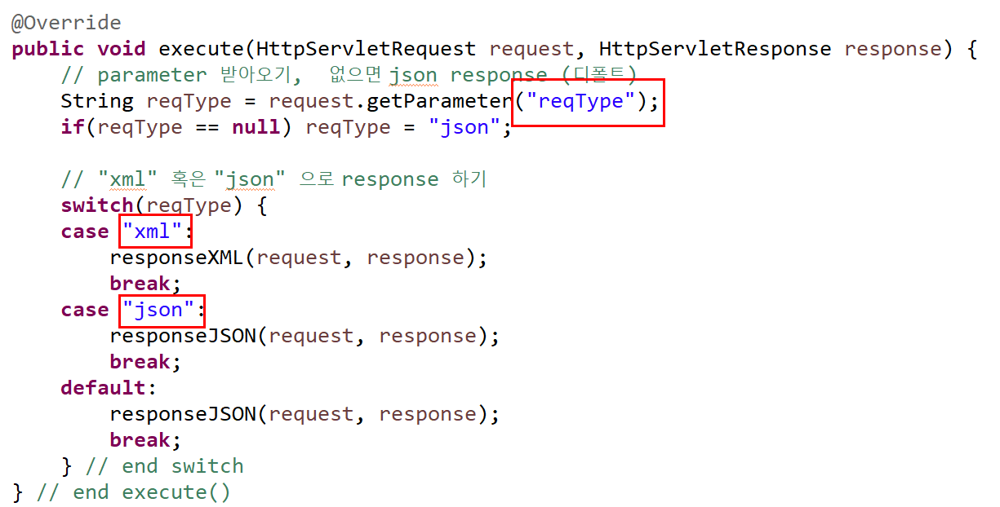 @Override
public void execute(HttpServletRequest request, HttpServletResponse response) {
    // parameter 받아오기,  없으면 json response (디폴트)
    String reqType = request.getParameter("reqType");
    if(reqType == null) reqType = "json";

    // "xml" 혹은 "json" 으로 response 하기
    switch(reqType) {
    case "xml":
        responseXML(request, response);
        break;
    case "json":
        responseJSON(request, response);
        break;
    default:
        responseJSON(request, response);
        break;
    } // end switch
} // end execute()